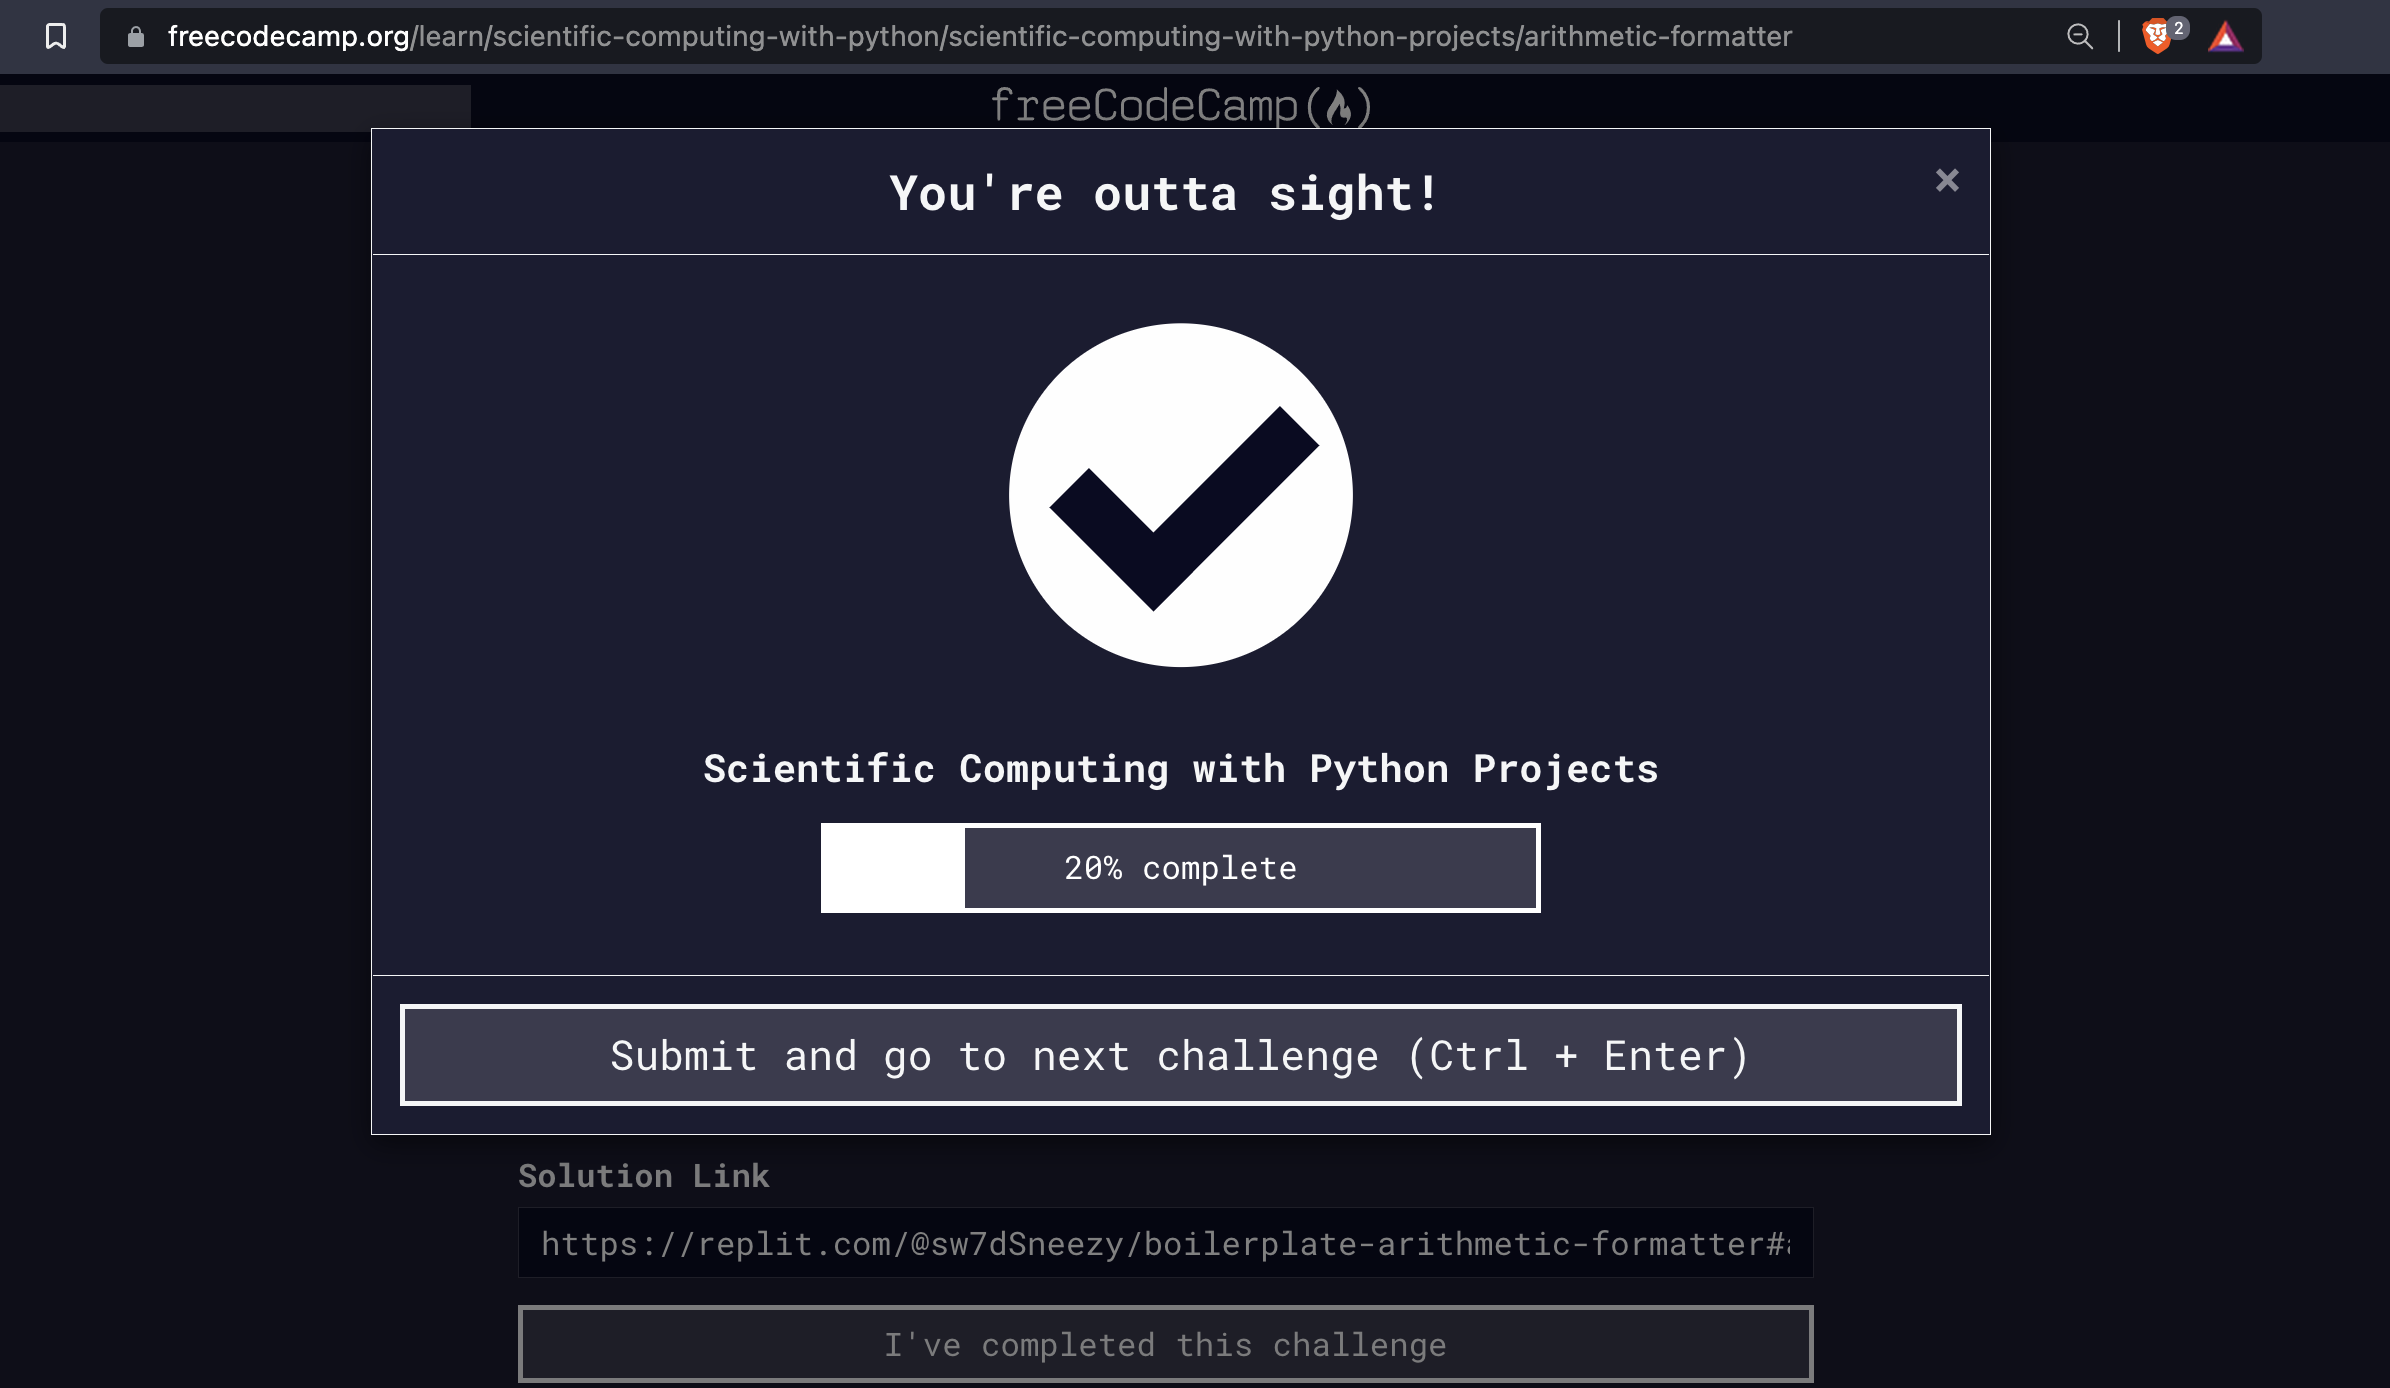 freecodecamp.org/learn/scientific-computing-with-python/scientific-computing-with-python-projects/arithmetic-formatter
2
freeCodeCamp()
You're outta sight!
×
Scientific Computing with Python Projects
20% complete
Submit and go to next challenge (Ctrl + Enter)
Solution Link
https://replit.com/@sw7dSneezy/boilerplate-arithmetic-formatter#
I've completed this challenge